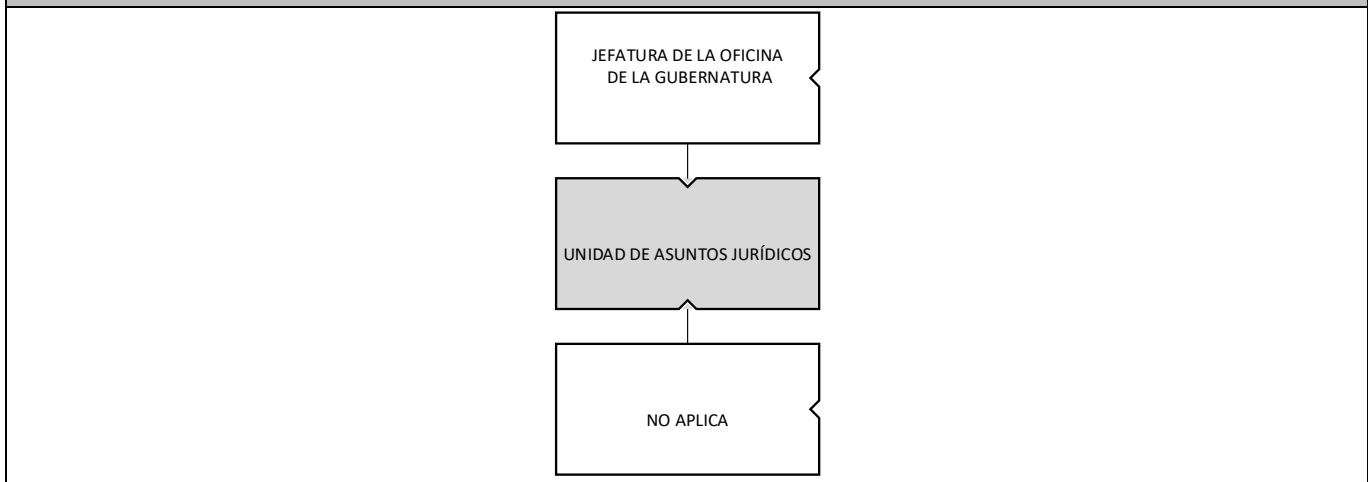 JEFATURA DE LA OFICINA
DE LA GUBERNATURA
UNIDAD DE ASUNTOS JURÍDICOS
NO APLICA